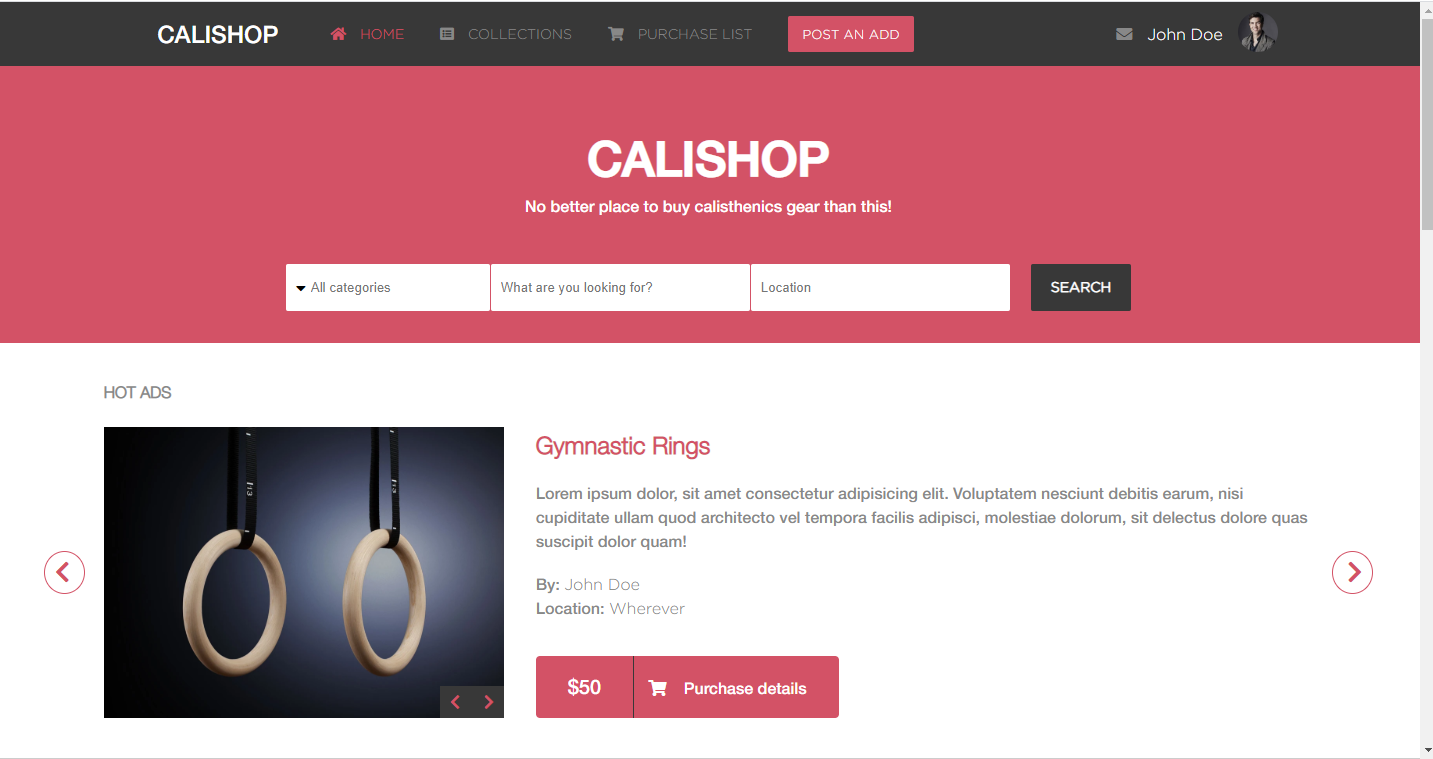 CALISHOP HOME COLLECTIONS PURCHASE LIST POST AN ADD John Doe
CALISHOP
No better place to buy calisthenics gear than this!
All categories What are you looking for? Location SEARCH
HOT ADS
Gymnastic Rings
Lorem ipsum dolor, sit amet consectetur adipisicing elit. Voluptatem nesciunt debitis earum, nisi
cupiditate ullam quod architecto vel tempora facilis adipisci, molestiae dolorum, sit delectus dolore quas
suscipit dolor quam!
By: John Doe
Location: Wherever
$50 Purchase details